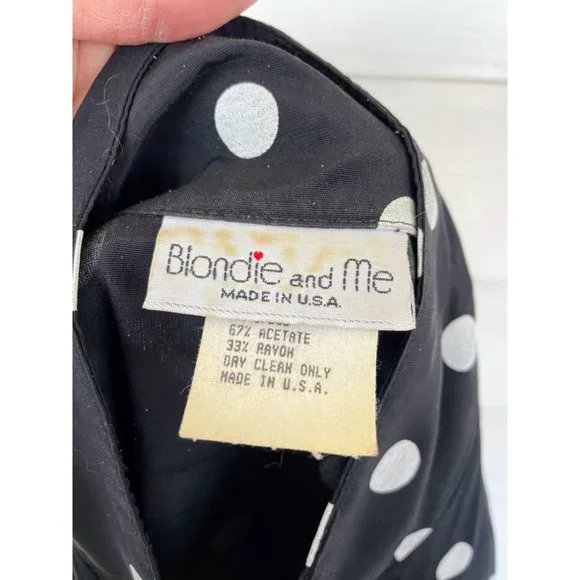 Blondie and Me
MADE IN U.S.A.
67% ACETATE
33% RAYON
DRY CLEAN ONLY
MADE IN U.S.A.